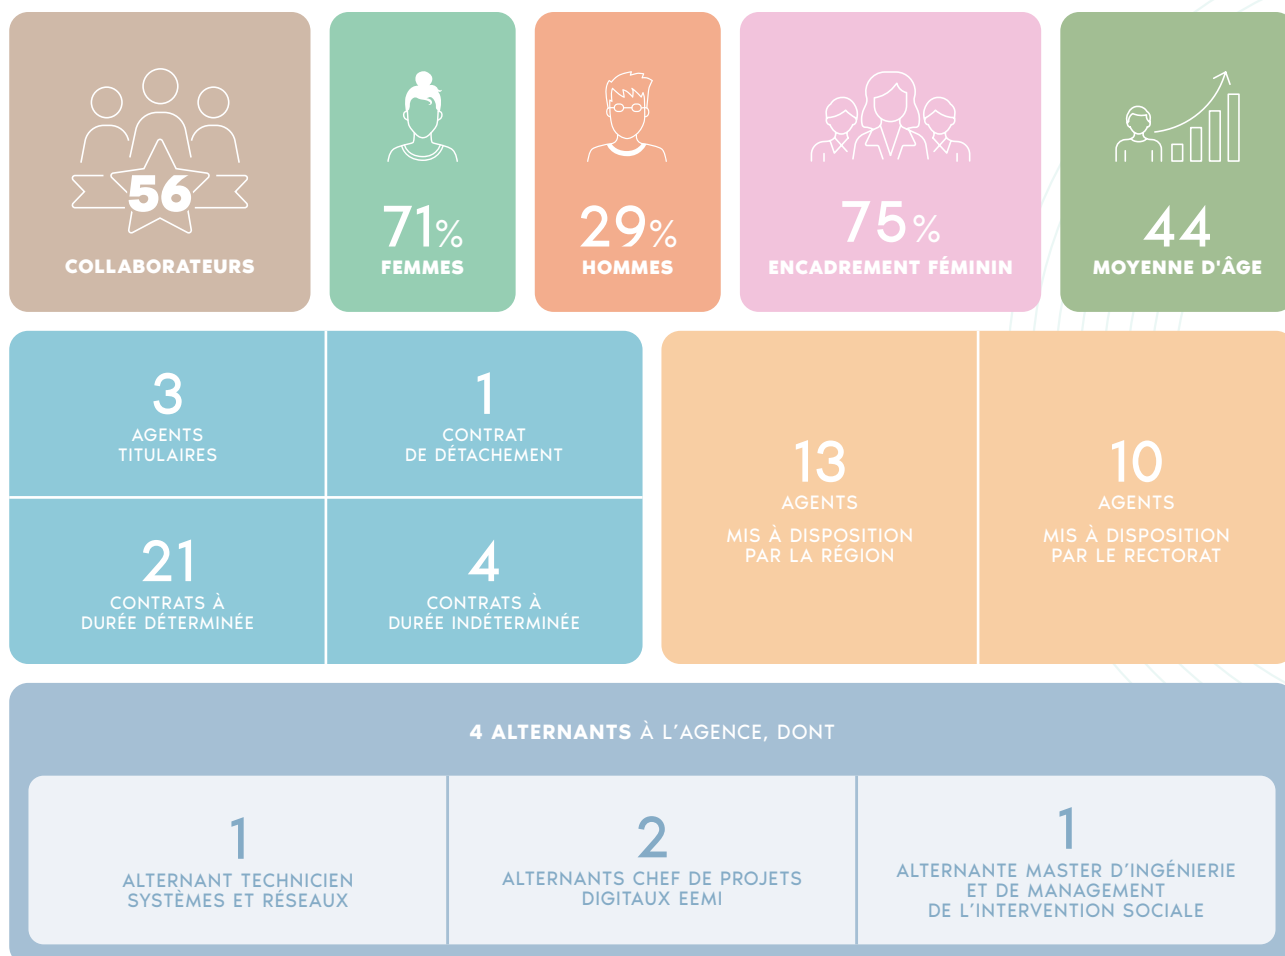 56
COLLABORATEURS
71%
FEMMES
29%
HOMMES
75%
ENCADREMENT FÉMININ
44
MOYENNE D'ÂGE
3
AGENTS
TITULAIRES
1
CONTRAT
DE DÉTACHEMENT
21
CONTRATS À
DURÉE DÉTERMINÉE
4
CONTRATS À
DURÉE INDÉTERMINÉE
13
AGENTS
MIS À DISPOSITION
PAR LA RÉGION
10
AGENTS
MIS À DISPOSITION
PAR LE RECTORAT
4 ALTERNANTS À L'AGENCE, DONT
1
ALTERNANT TECHNICIEN
SYSTÈMES ET RÉSEAUX
2
ALTERNANTS CHEF DE PROJETS
DIGITAUX EEMI
1
ALTERNANTE MASTER D'INGÉNIERIE
ET DE MANAGEMENT
DE L'INTERVENTION SOCIALE